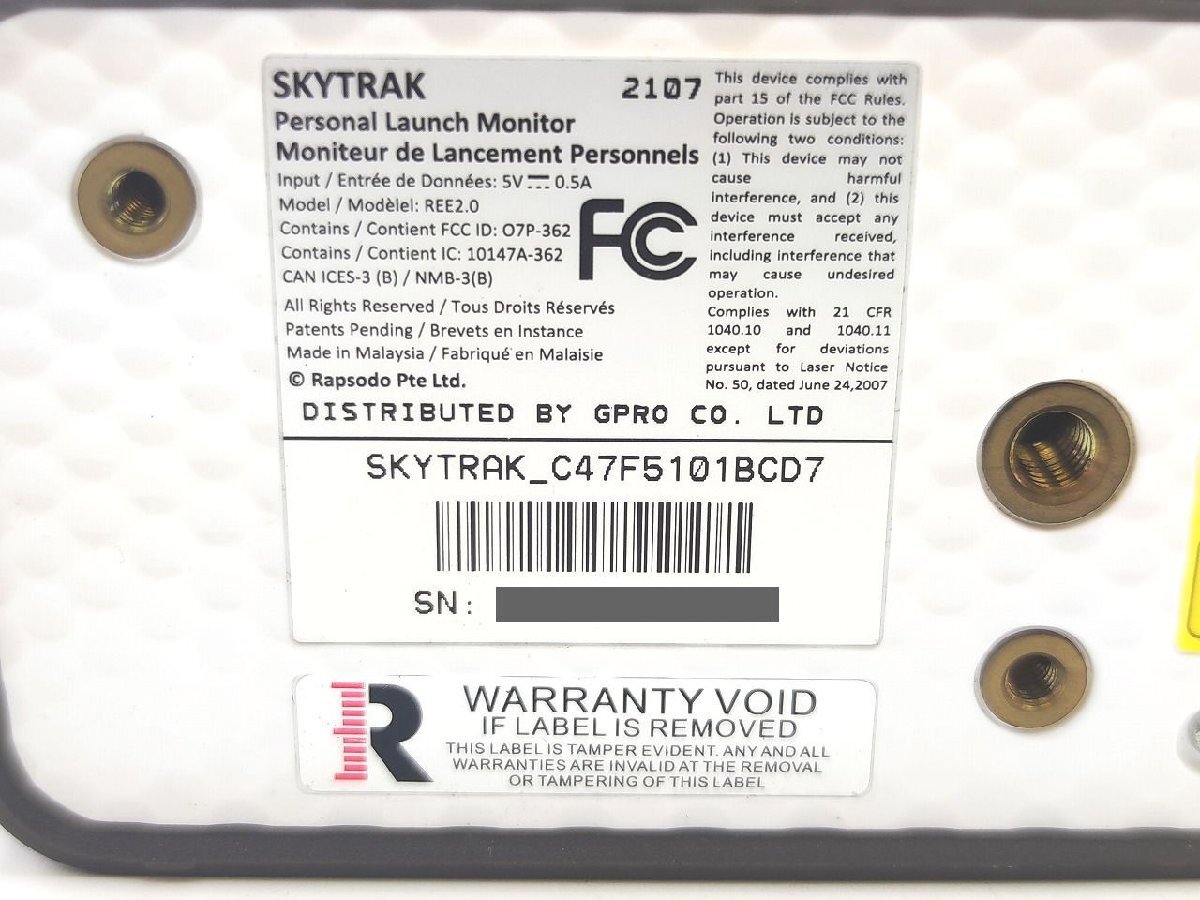 SKYTRAK 2107
Personal Launch Monitor
Moniteur de Lancement Personnels
Input / Entrée de Données: 5V 0.5A
Model / Modèlel: REE2.0
Contains / Contient FCC ID: O7P-362
Contains / Contient IC: 10147A-362
CAN ICES-3 (B) / NMB-3(B)
All Rights Reserved / Tous Droits Réservés
Patents Pending / Brevets en Instance
Made in Malaysia / Fabriqué en Malaisie
© Rapsodo Pte Ltd.
FC
This device complies with
part 15 of the FCC Rules.
Operation is subject to the
following two conditions:
(1) This device may not
cause harmful
interference, and (2) this
device must accept any
interference received,
including interference that
may cause undesired
operation.
Complies with 21 CFR
1040.10 and 1040.11
except for deviations
pursuant to Laser Notice
No. 50, dated June 24,2007
DISTRIBUTED BY GPRO CO. LTD
SKYTRAK_C47F5101BCD7
SN:
R
WARRANTY VOID
IF LABEL IS REMOVED
THIS LABEL IS TAMPER EVIDENT. ANY AND ALL
WARRANTIES ARE INVALID AT THE REMOVAL
OR TAMPERING OF THIS LABEL